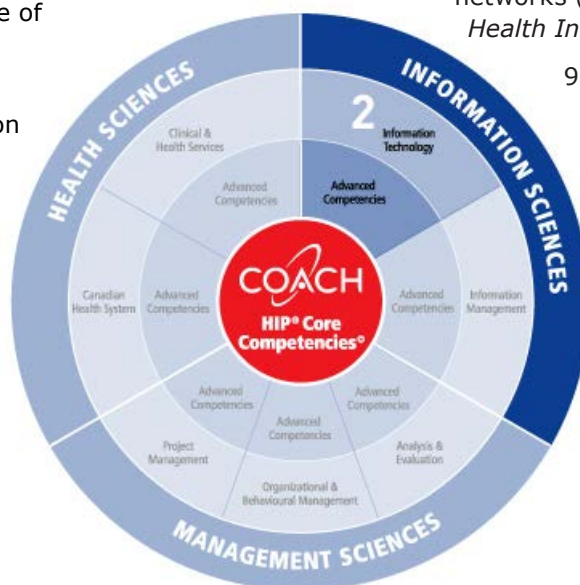 e of
on
networks (
Health In
9
HEALTH SCIENCES
INFORMATION SCIENCES
MANAGEMENT SCIENCES
Clinical &
Health Services
2
Information
Technology
Advanced
Competencies
Advanced
Competencies
Canadian
Health System
Advanced
Competencies
COACH
HIP® Core
Competencies©
Advanced
Competencies
Information
Management
Advanced
Competencies
Advanced
Competencies
Advanced
Competencies
Project
Management
Organizational &
Behavioural Management
Analysis &
Evaluation